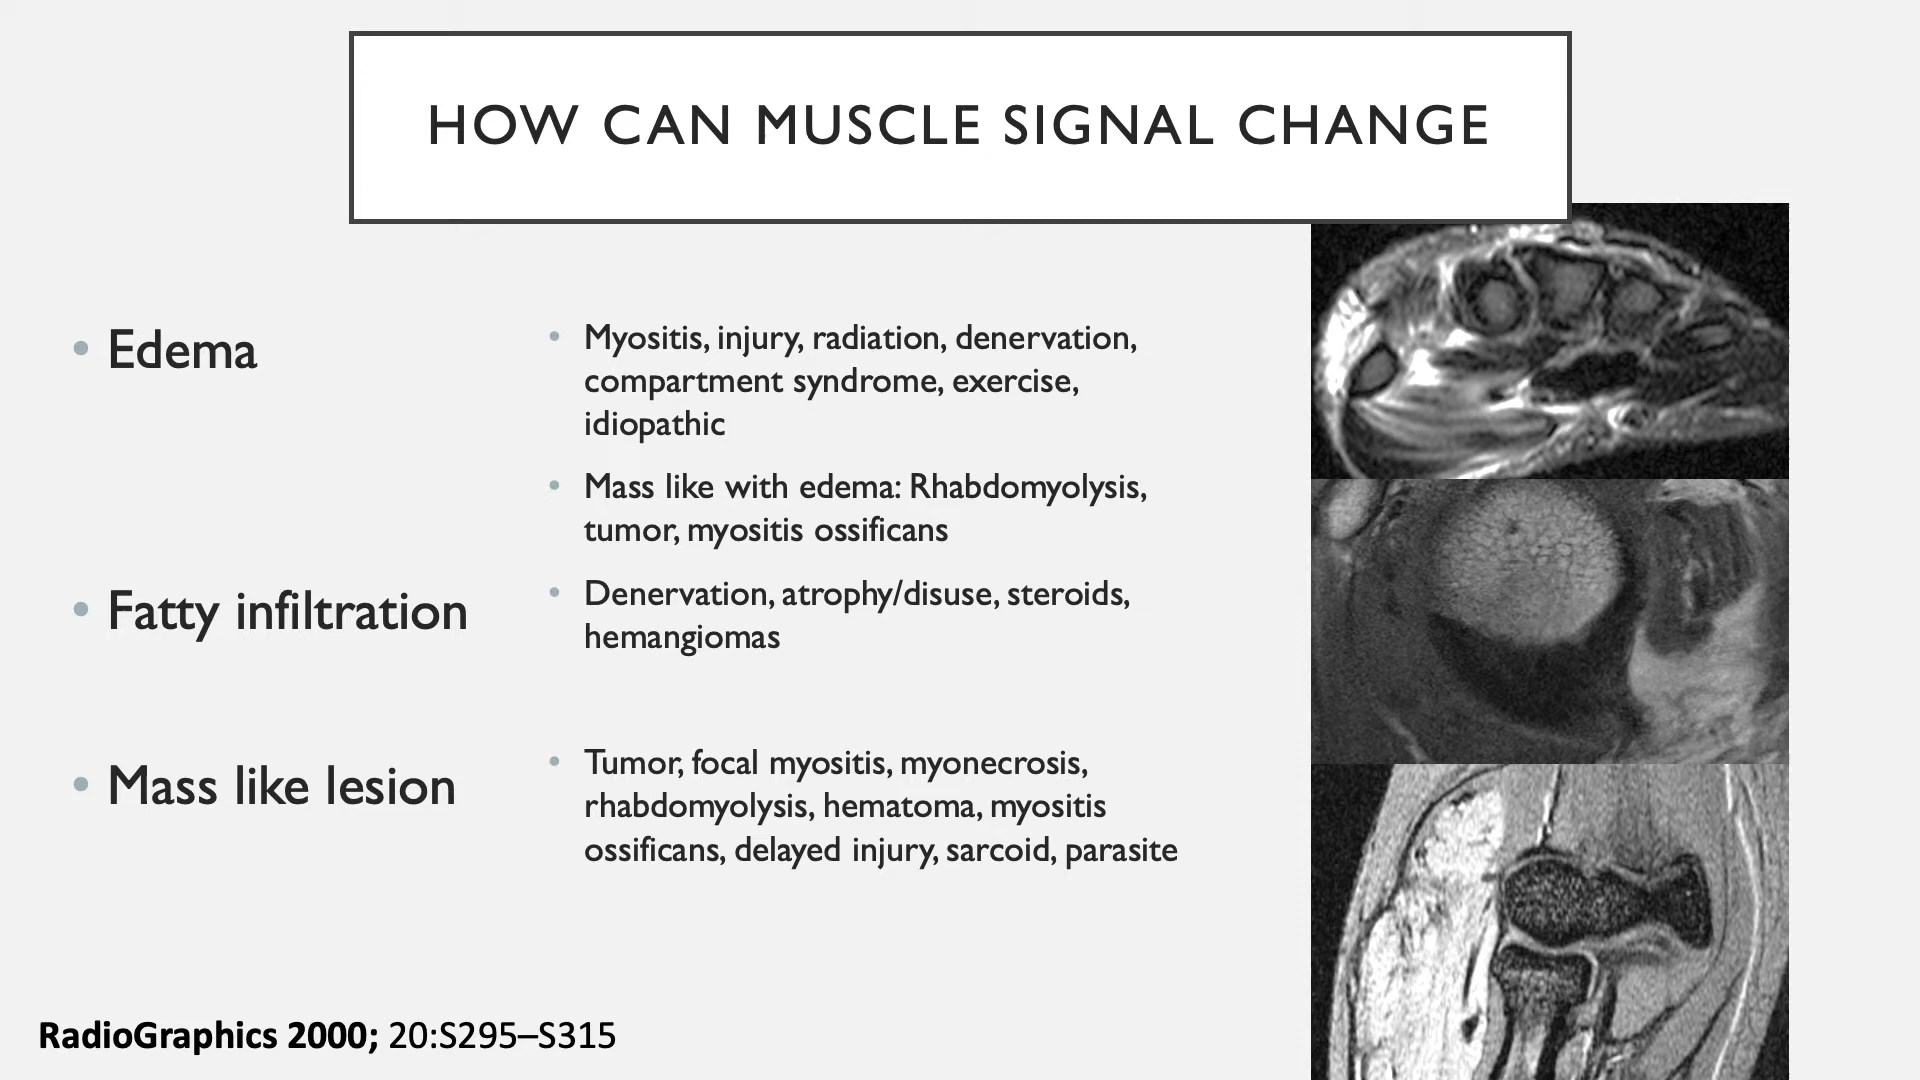 HOW CAN MUSCLE SIGNAL CHANGE
• Edema
• Myositis, injury, radiation, denervation,
compartment syndrome, exercise,
idiopathic
• Mass like with edema: Rhabdomyolysis,
tumor, myositis ossificans
• Fatty infiltration
• Denervation, atrophy/disuse, steroids,
hemangiomas
• Mass like lesion
• Tumor, focal myositis, myonecrosis,
rhabdomyolysis, hematoma, myositis
ossificans, delayed injury, sarcoid, parasite
RadioGraphics 2000; 20:S295–S315